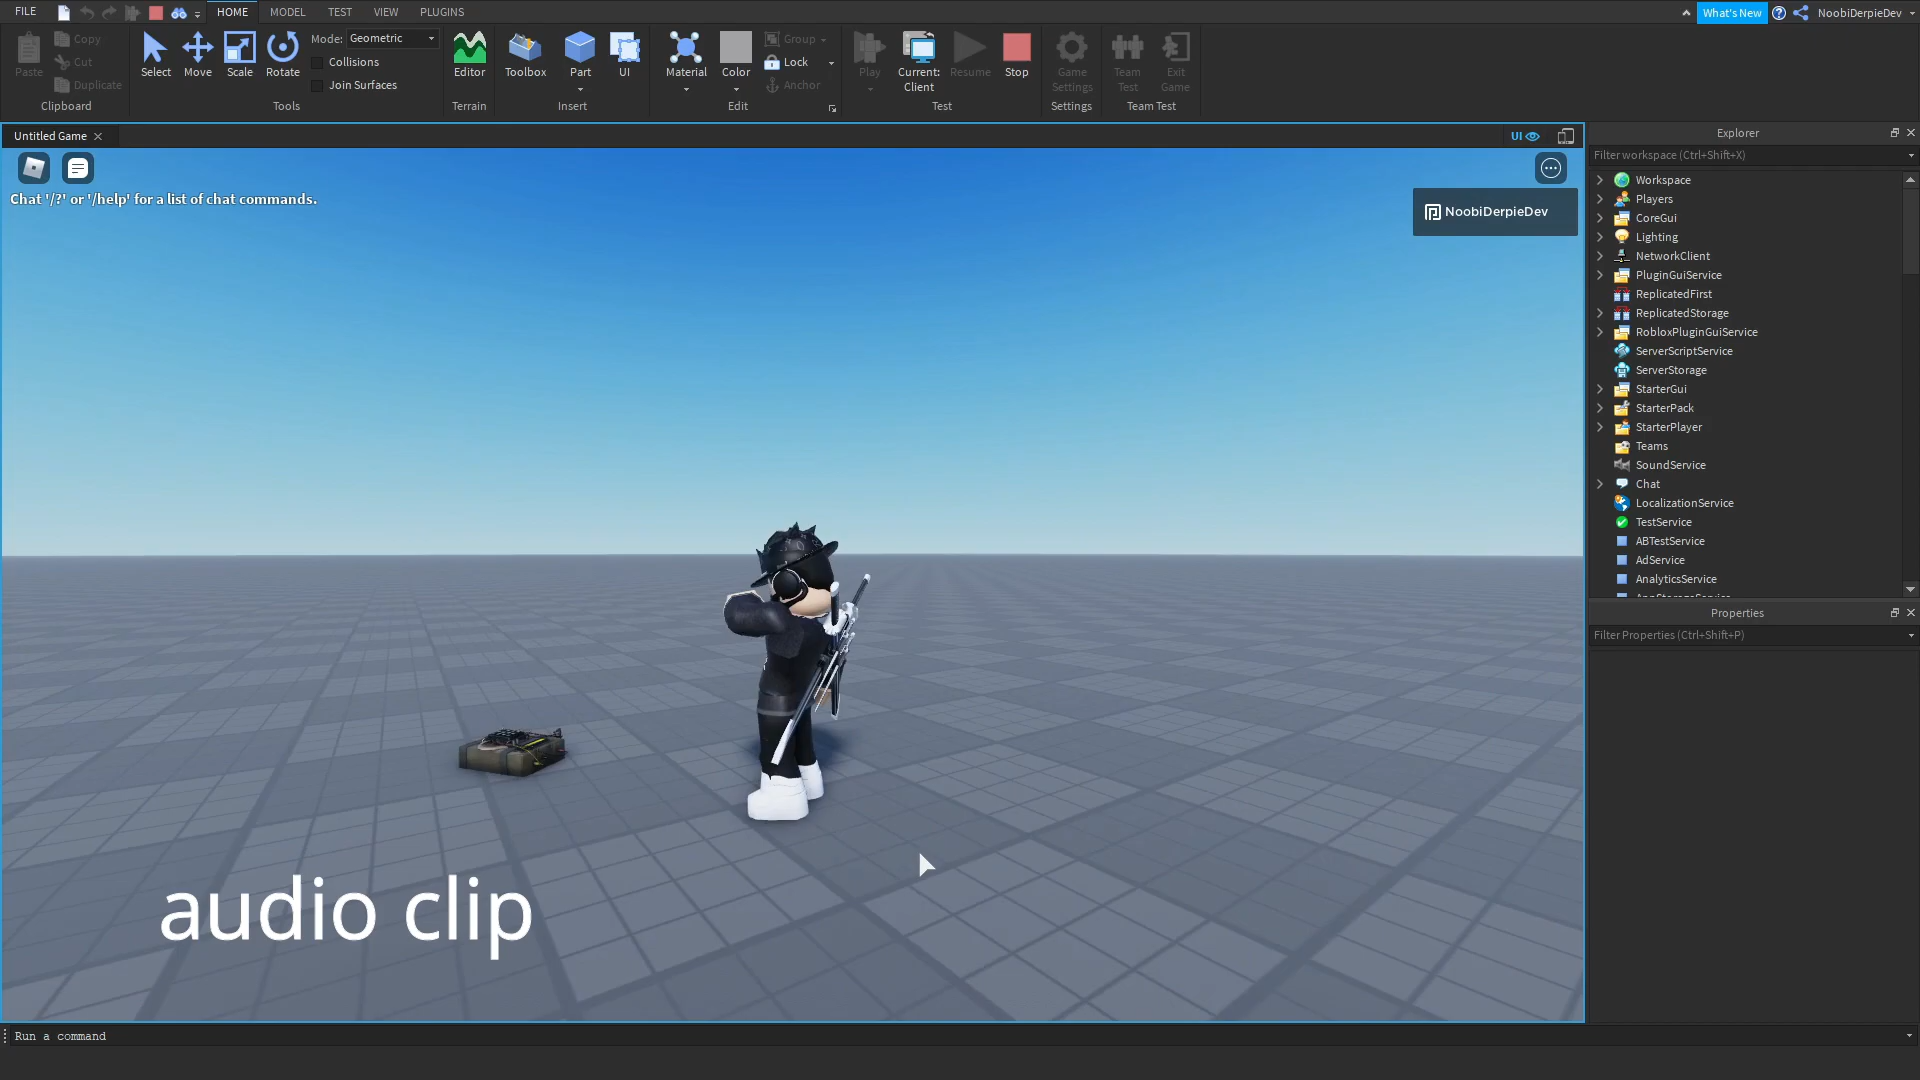 FILE HOME MODEL TEST VIEW PLUGINS What's New NoobiDerpieDev
Paste Copy Cut Duplicate
Clipboard
Select Move Scale Rotate
Mode: Geometric
Collisions
Join Surfaces
Tools
Editor
Terrain
Toolbox Part UI
Insert
Material Color Group Lock Anchor
Edit
Play Current: Client Resume Stop
Test
Game Settings
Settings
Team Test Exit Game
Team Test
Untitled Game
UI
Chat '/?' or '/help' for a list of chat commands.
NoobiDerpieDev
audio clip
Explorer
Filter workspace (Ctrl+Shift+X)
Workspace
Players
CoreGui
Lighting
NetworkClient
PluginGuiService
ReplicatedFirst
ReplicatedStorage
RobloxPluginGuiService
ServerScriptService
ServerStorage
StarterGui
StarterPack
StarterPlayer
Teams
SoundService
Chat
LocalizationService
TestService
ABTestService
AdService
AnalyticsService
Properties
Filter Properties (Ctrl+Shift+P)
Run a command